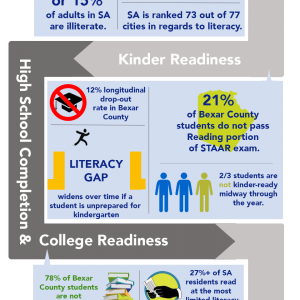 or 15%
of adults in SA
are illiterate.
SA is ranked 73 out of 77
cities in regards to literacy.
Kinder Readiness
High School Completion &
12% longitudinal
drop-out
rate in Bexar
County
21%
of Bexar County
students do not pass
Reading portion
of STAAR exam.
LITERACY
GAP
widens over time if a
student is unprepared for
kindergarten
2/3 students are
not kinder-ready
midway through
the year.
College Readiness
78% of Bexar
County students
are not
27%+ of SA
residents read
at the most
limited literacy